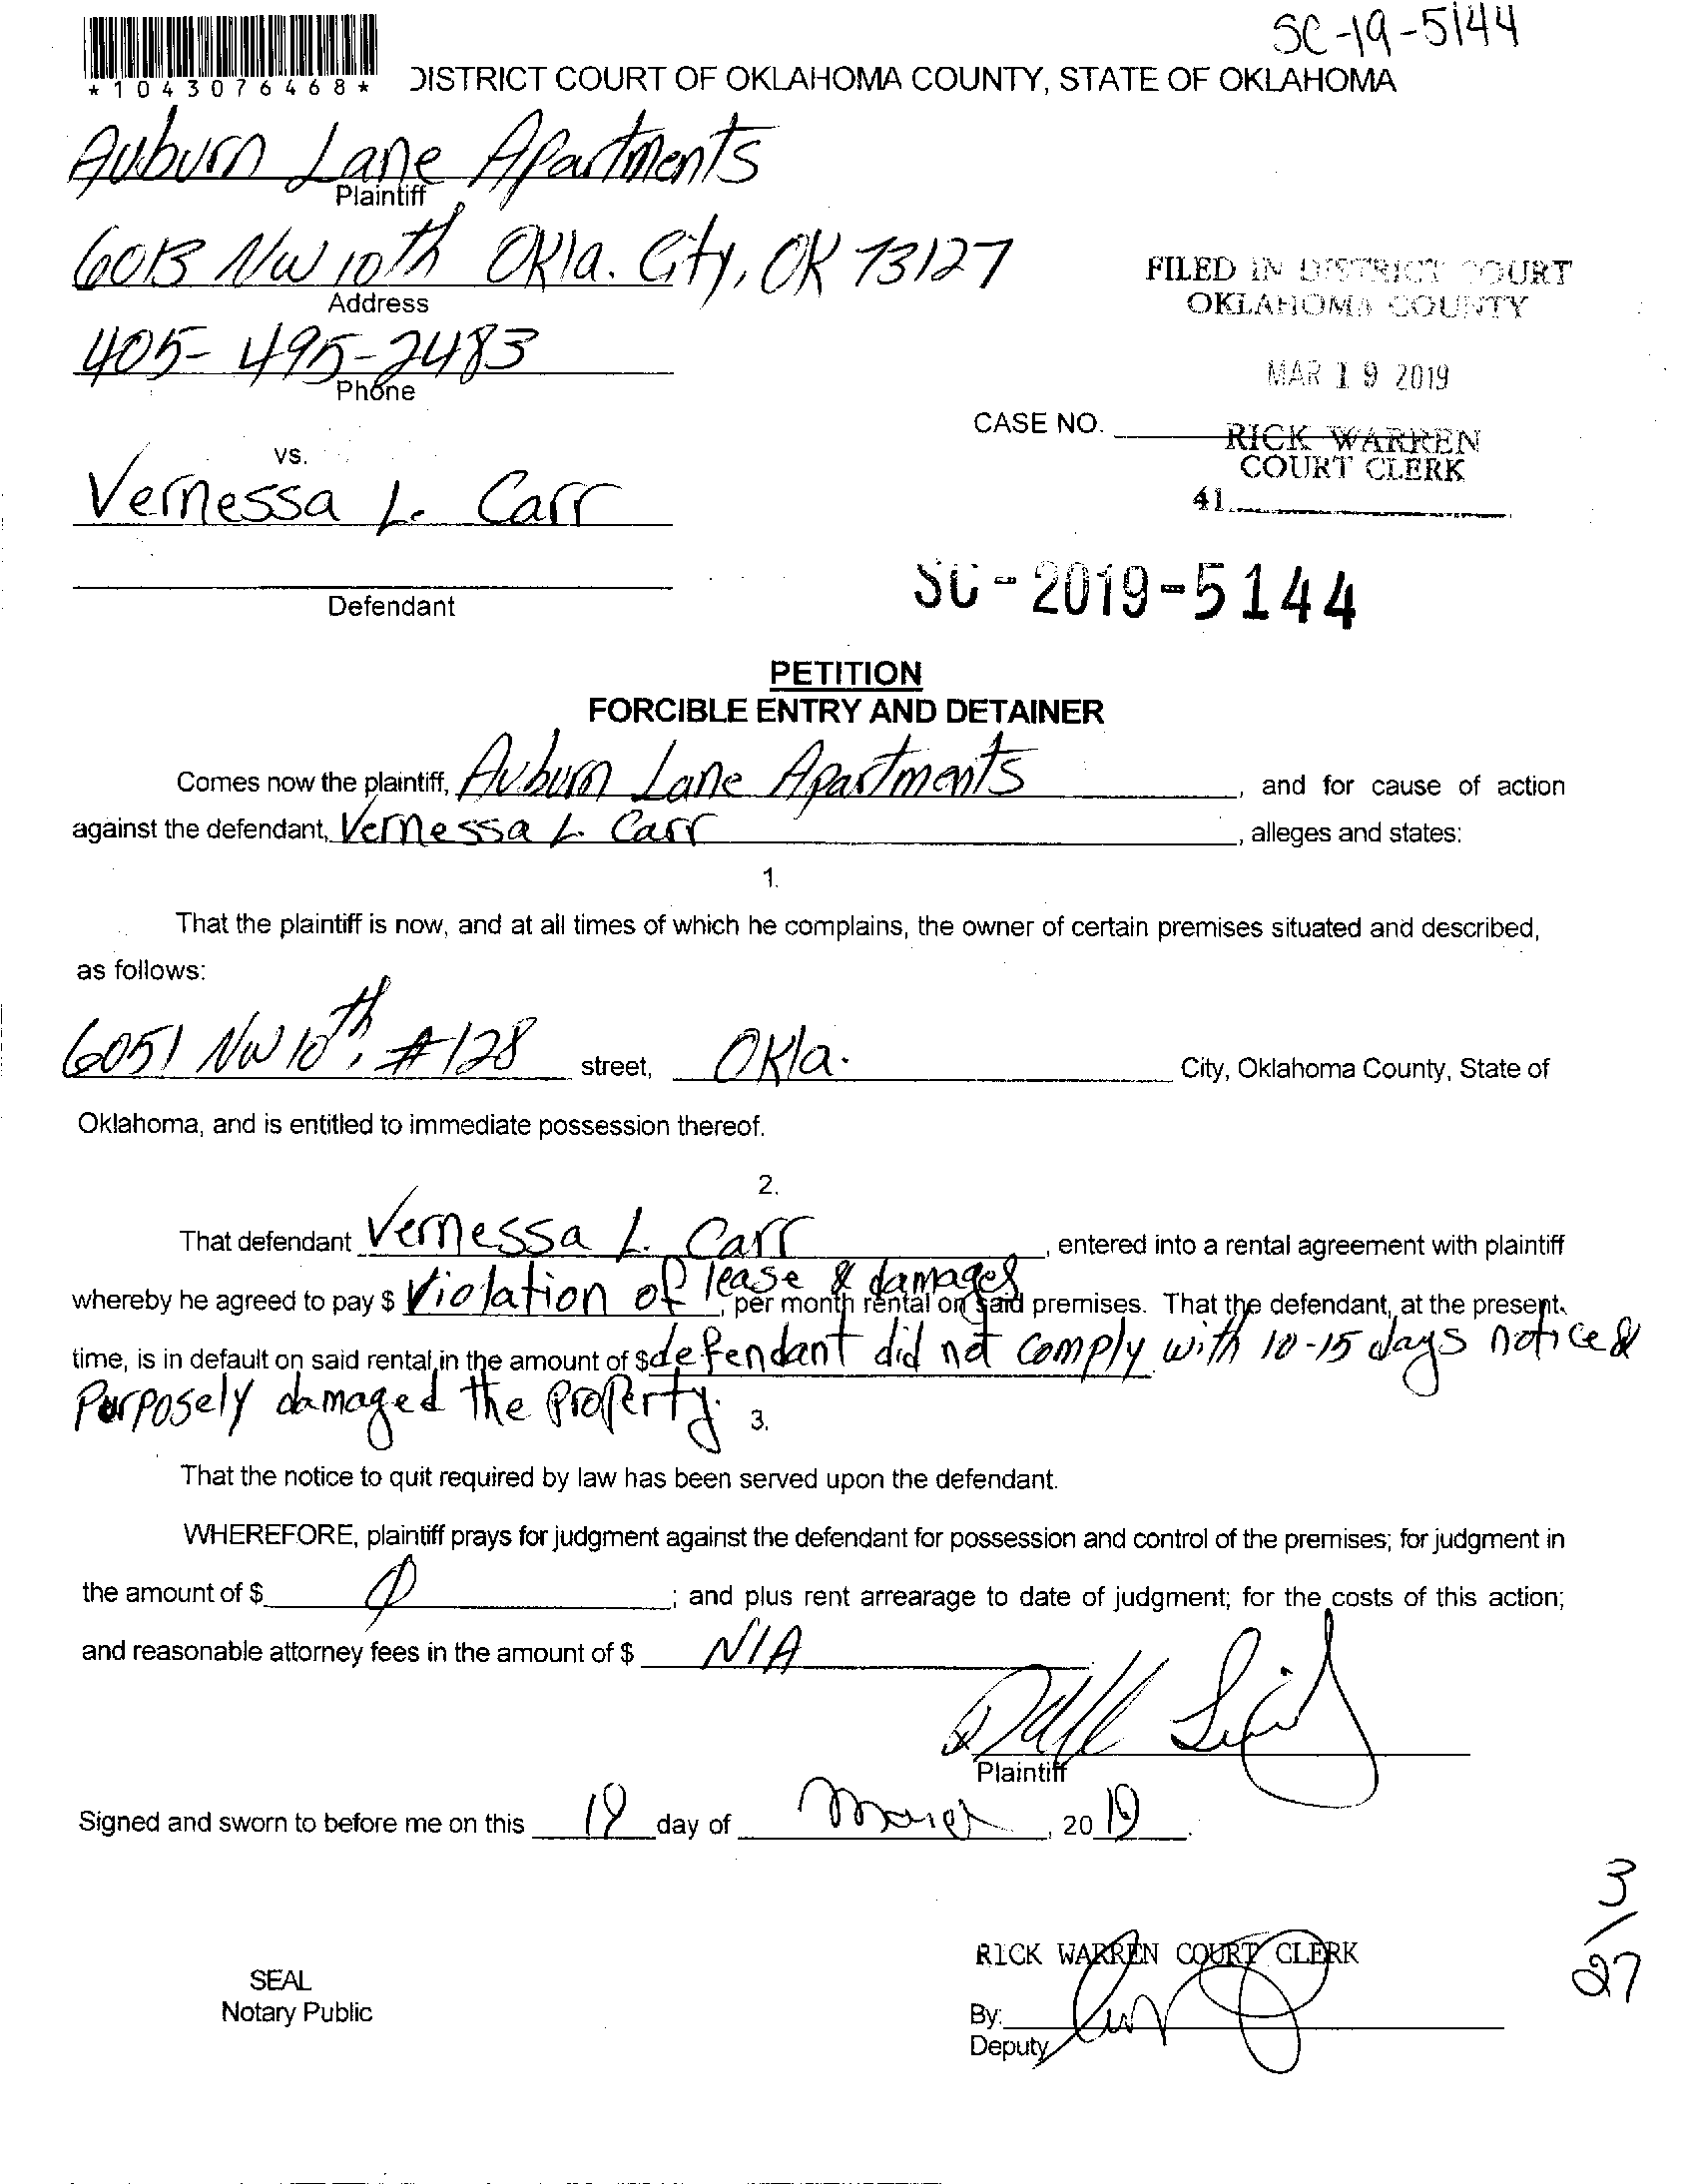 SC-19-5144
*1043076468*
DISTRICT COURT OF OKLAHOMA COUNTY, STATE OF OKLAHOMA
Auburn Lane Apartments
Plaintiff
6013 NW 10th Okla. City, OK 73127
Address
405-495-2483
Phone
FILED IN DISTRICT COURT
OKLAHOMA COUNTY
MAR 19 2019
CASE NO.
RICK WARREN
COURT CLERK
41
vs.
Vernessa L. Carr
Defendant
SC-2019-5144
PETITION
FORCIBLE ENTRY AND DETAINER
Comes now the plaintiff, Auburn Lane Apartments, and for cause of action
against the defendant, Vernessa L. Carr, alleges and states:
1.
That the plaintiff is now, and at all times of which he complains, the owner of certain premises situated and described,
as follows:
6051 NW 10th, #128 street, Okla. City, Oklahoma County, State of
Oklahoma, and is entitled to immediate possession thereof.
2.
That defendant Vernessa L. Carr, entered into a rental agreement with plaintiff
whereby he agreed to pay $ Violation of lease & damages, per month rental on said premises. That the defendant, at the present
time, is in default on said rental in the amount of $ defendant did not comply with 10-15 days notice &
Purposely damaged the Property.
3.
That the notice to quit required by law has been served upon the defendant.
WHEREFORE, plaintiff prays for judgment against the defendant for possession and control of the premises; for judgment in
the amount of $ 0; and plus rent arrearage to date of judgment; for the costs of this action;
and reasonable attorney fees in the amount of $ N/A
x
Plaintiff
Signed and sworn to before me on this 19 day of March, 2019.
3/27
RICK WARREN COURT CLERK
SEAL
Notary Public
By:
Deputy